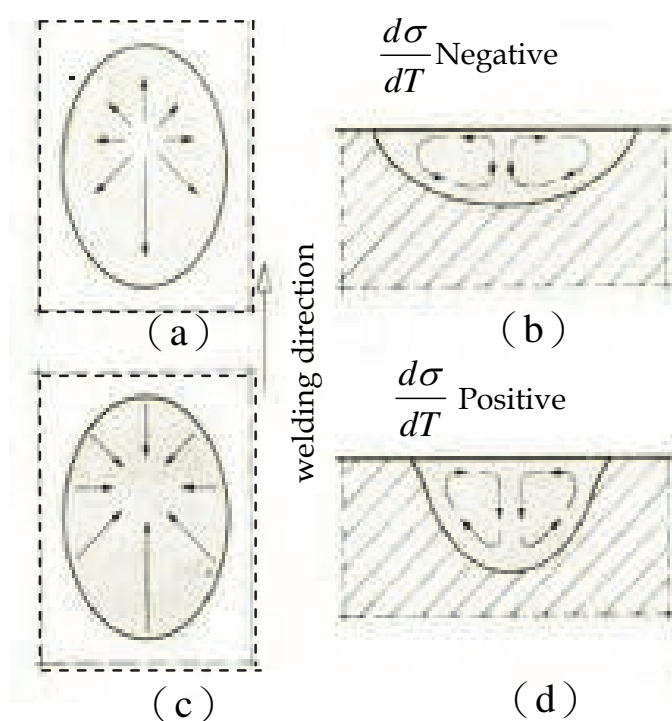 dσ/dT Negative
(a)
(b)
welding direction
dσ/dT Positive
(c)
(d)